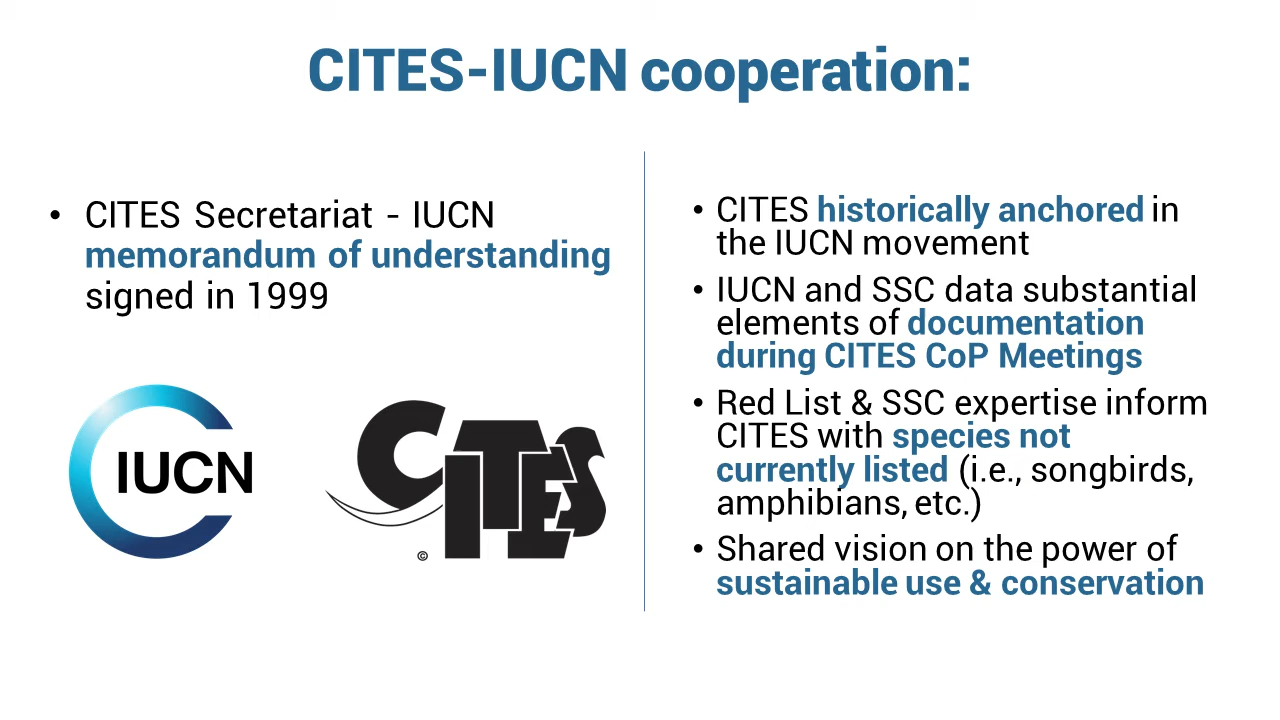 CITES-IUCN cooperation:
• CITES Secretariat - IUCN
memorandum of understanding
signed in 1999
IUCN
CITES
©
• CITES historically anchored in
the IUCN movement
• IUCN and SSC data substantial
elements of documentation
during CITES CoP Meetings
• Red List & SSC expertise inform
CITES with species not
currently listed (i.e., songbirds,
amphibians, etc.)
• Shared vision on the power of
sustainable use & conservation